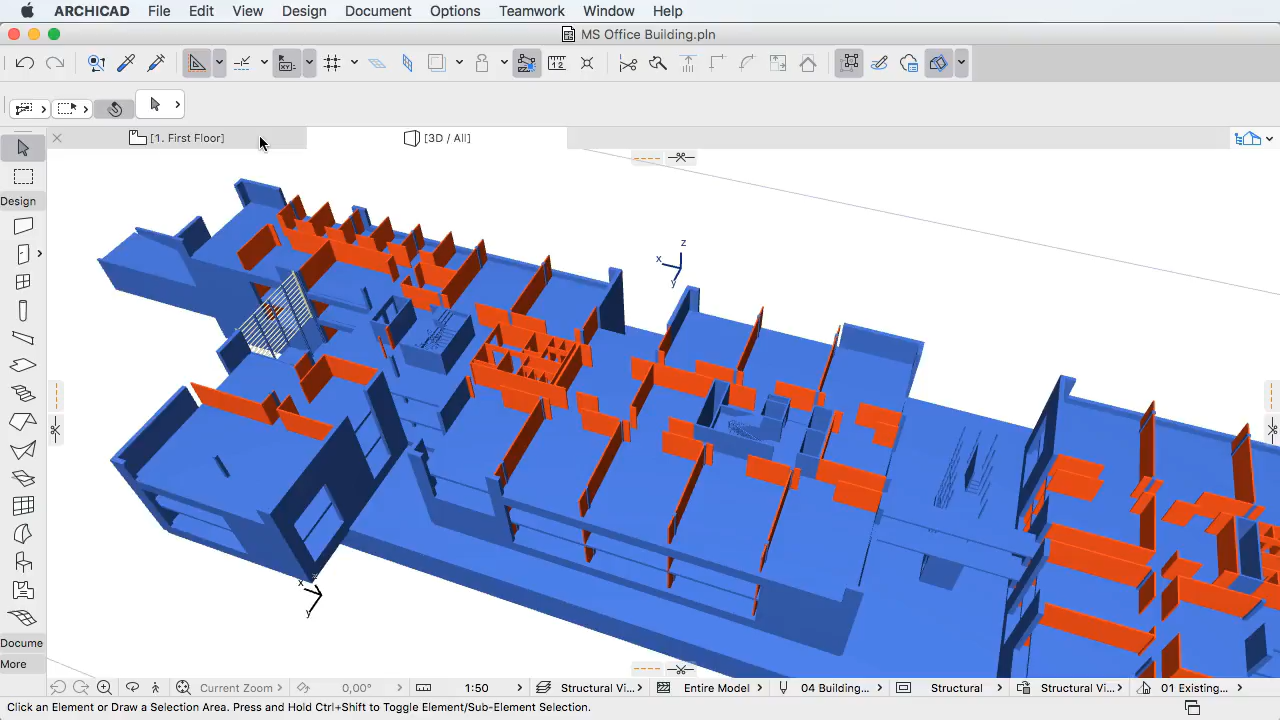 ARCHICAD File Edit View Design Document Options Teamwork Window Help
MS Office Building.pln
[1. First Floor] [3D / All]
Design
z
x
y
x
y
Docume
More
Current Zoom 0,00° 1:50 Structural Vi... Entire Model 04 Building... Structural Structural Vi... 01 Existing...
Click an Element or Draw a Selection Area. Press and Hold Ctrl+Shift to Toggle Element/Sub-Element Selection.